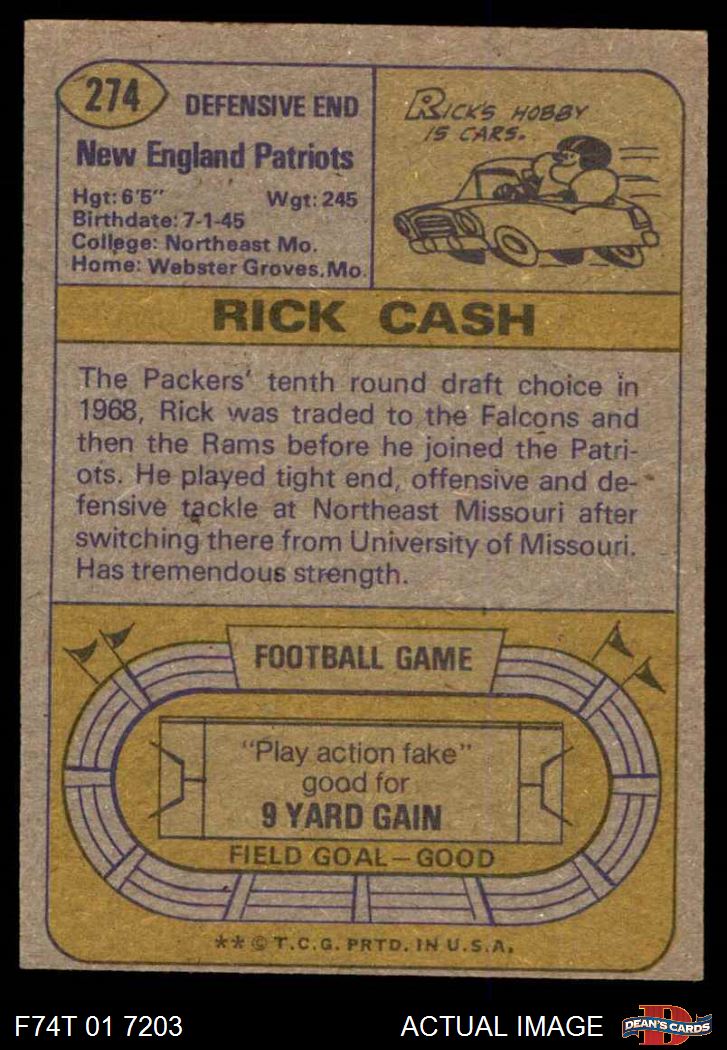 274
DEFENSIVE END
New England Patriots
Hgt: 6'5" Wgt: 245
Birthdate: 7-1-45
College: Northeast Mo.
Home: Webster Groves, Mo.
RICK'S HOBBY
IS CARS.
RICK CASH
The Packers' tenth round draft choice in
1968, Rick was traded to the Falcons and
then the Rams before he joined the Patri-
ots. He played tight end, offensive and de-
fensive tackle at Northeast Missouri after
switching there from University of Missouri.
Has tremendous strength.
FOOTBALL GAME
"Play action fake"
good for
9 YARD GAIN
FIELD GOAL—GOOD
** © T.C.G. PRTD. IN U.S.A.
F74T 01 7203
ACTUAL IMAGE
D
DEAN'S CARDS